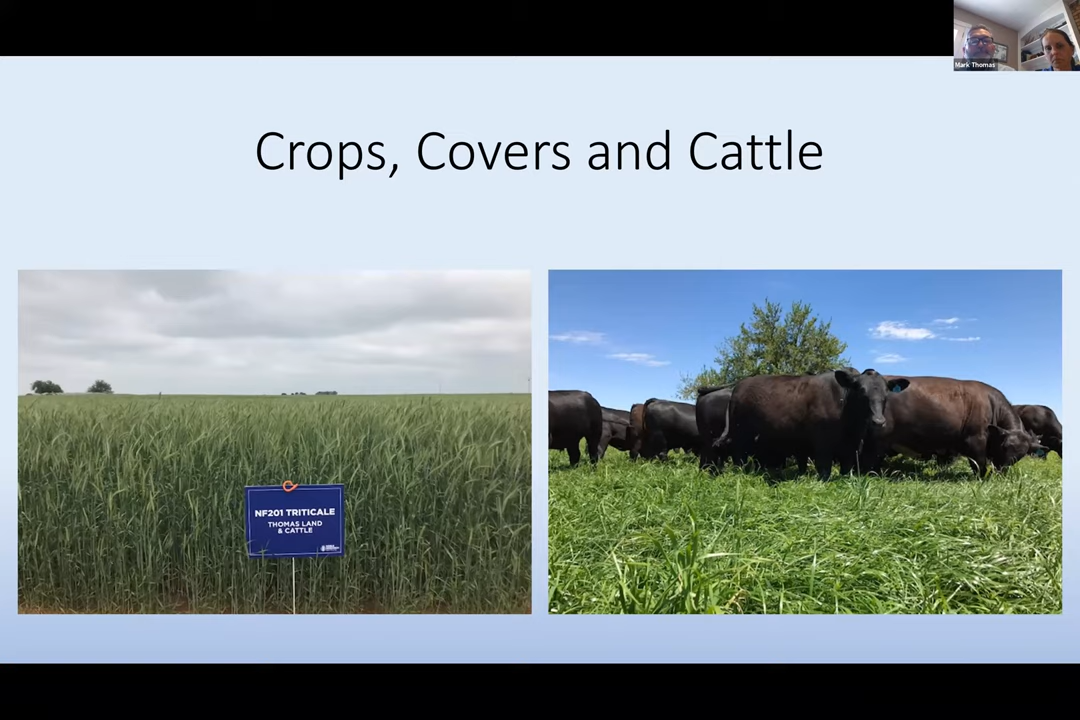 Mark Thomas
Crops, Covers and Cattle
NF201 TRITICALE
THOMAS LAND
& CATTLE